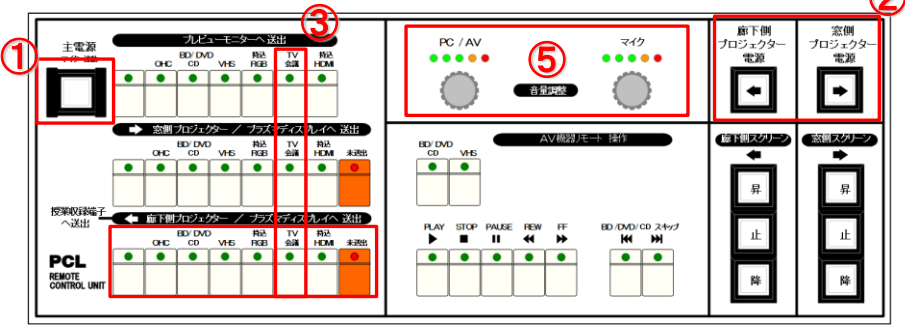 ①
主電源
マイク連動
プレビューモニターへ送出
③
OHC
BD/DVD
CD
VHS
持込
RGB
TV
会議
持込
HDMI
➡ 窓側プロジェクター / プラズマディスプレイへ 送出
OHC
BD/DVD
CD
VHS
持込
RGB
TV
会議
持込
HDMI
未送出
授業収録端子
へ送出
⬅ 廊下側プロジェクター / プラズマディスプレイへ 送出
OHC
BD/DVD
CD
VHS
持込
RGB
TV
会議
持込
HDMI
未送出
PCL
REMOTE
CONTROL UNIT
PC / AV
⑤
マイク
音量調整
AV機器リモート 操作
BD/DVD
CD
VHS
PLAY
STOP
PAUSE
REW
FF
BD/DVD/CD スキップ
②
廊下側
プロジェクター
電源
窓側
プロジェクター
電源
廊下側スクリーン
窓側スクリーン
昇
昇
止
止
降
降